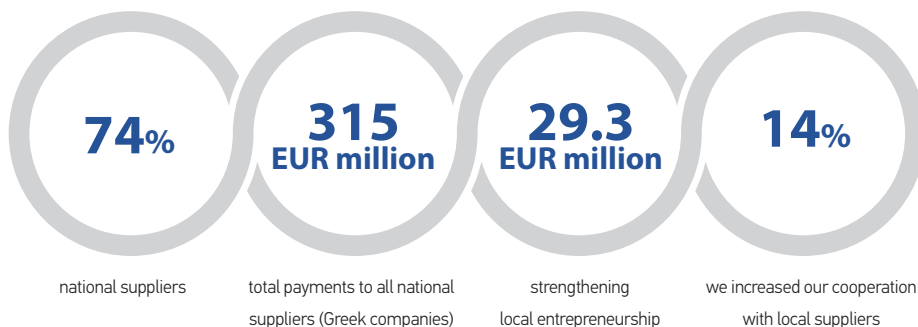 74%
national suppliers
315
EUR million
total payments to all national
suppliers (Greek companies)
29.3
EUR million
strengthening
local entrepreneurship
14%
we increased our cooperation
with local suppliers